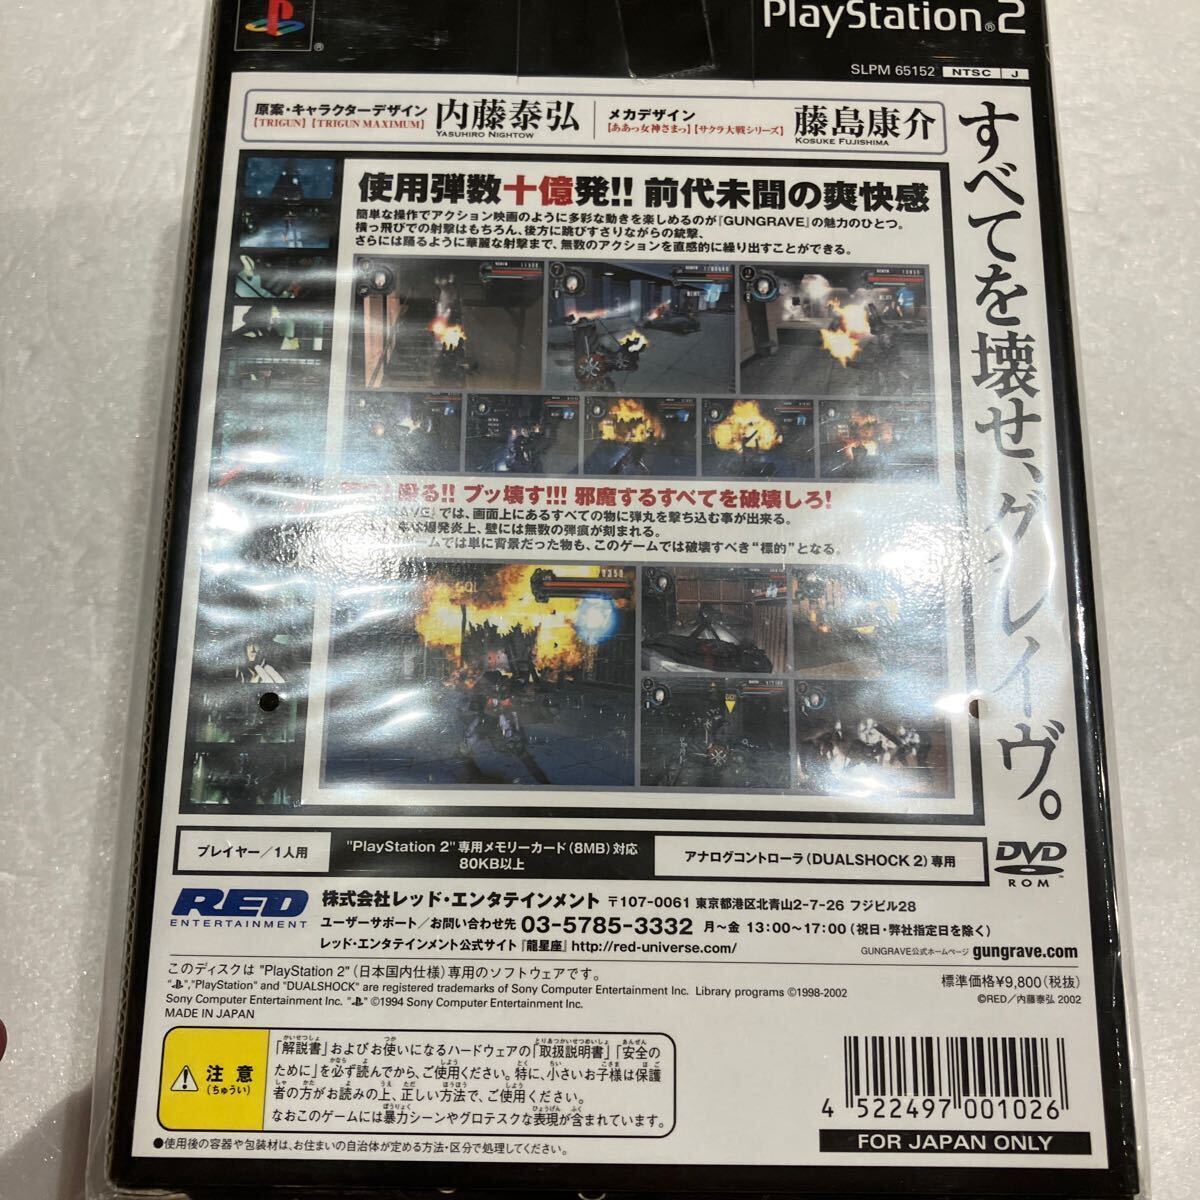 PlayStation®2
®
SLPM 65152 NTSC J
原案・キャラクターデザイン 内藤泰弘
【TRIGUN】【TRIGUN MAXIMUM】 YASUHIRO NIGHTOW
メカデザイン 藤島康介
【ああっ女神さまっ】【サクラ大戦シリーズ】 KOSUKE FUJISHIMA
すべてを壊せ、グレイヴ。
使用弾数十億発!! 前代未聞の爽快感
簡単な操作でアクション映画のように多彩な動きを楽しめるのが『GUNGRAVE』の魅力のひとつ。
横っ飛びでの射撃はもちろん、後方に跳びすさりながらの銃撃、
さらには踊るように華麗な射撃まで、無数のアクションを直感的に繰り出すことができる。
る!! ブッ壊す!!! 邪魔するすべてを破壊しろ!
RAVE』では、画面上にあるすべての物に弾丸を撃ち込む事が出来る。
爆発炎上、壁には無数の弾痕が刻まれる。
ームでは単に背景だった物も、このゲームでは破壊すべき“標的”となる。
プレイヤー/1人用
"PlayStation 2"専用メモリーカード(8MB)対応
80KB以上
アナログコントローラ(DUALSHOCK 2)専用
DVD
ROM
RED
ENTERTAINMENT
株式会社レッド・エンタテインメント 〒107-0061 東京都港区北青山2-7-26 フジビル28
ユーザーサポート/お問い合わせ先 03-5785-3332 月〜金 13:00〜17:00(祝日・弊社指定日を除く)
レッド・エンタテインメント公式サイト『龍星座』http://red-universe.com/
GUNGRAVE公式ホームページ gungrave.com
このディスクは "PlayStation 2"(日本国内仕様)専用のソフトウェアです。
標準価格¥9,800(税抜)
","PlayStation" and "DUALSHOCK" are registered trademarks of Sony Computer Entertainment Inc. Library programs ©1998-2002
©RED/内藤泰弘 2002
Sony Computer Entertainment Inc. " " ©1994 Sony Computer Entertainment Inc.
MADE IN JAPAN
注意
(ちゅうい)
「解説書」およびお使いになるハードウェアの「取扱説明書」「安全の
ために」を必ず読んでから、ご使用ください。特に、小さいお子様は保護
者の方がお読みの上、正しい方法で、ご使用ください。
なおこのゲームには暴力シーンやグロテスクな表現が含まれています。
●使用後の容器や包装材は、お住まいの自治体が定める方法・区分で処理してください。
4 522497 001026
FOR JAPAN ONLY